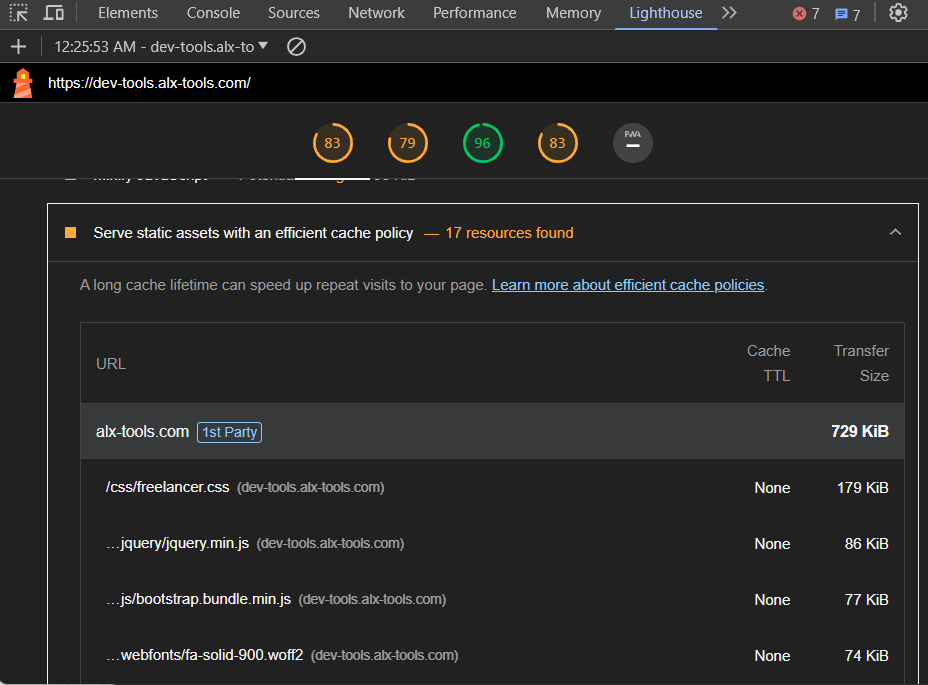 Elements Console Sources Network Performance Memory Lighthouse 7 7
12:25:53 AM - dev-tools.alx-to
https://dev-tools.alx-tools.com/
83 79 96 83 PWA
Serve static assets with an efficient cache policy — 17 resources found
A long cache lifetime can speed up repeat visits to your page. Learn more about efficient cache policies.
URL Cache TTL Transfer Size
alx-tools.com 1st Party 729 KiB
/css/freelancer.css (dev-tools.alx-tools.com) None 179 KiB
…jquery/jquery.min.js (dev-tools.alx-tools.com) None 86 KiB
…js/bootstrap.bundle.min.js (dev-tools.alx-tools.com) None 77 KiB
…webfonts/fa-solid-900.woff2 (dev-tools.alx-tools.com) None 74 KiB